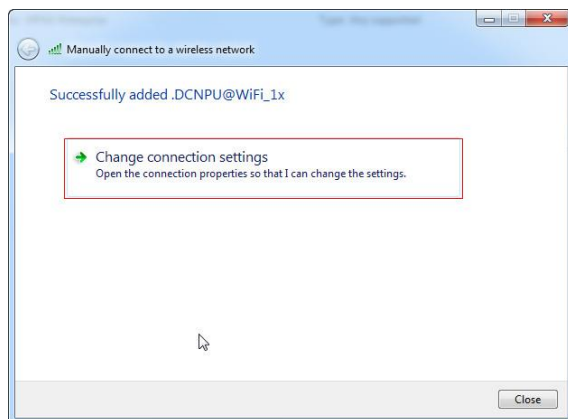 Manually connect to a wireless network
Successfully added .DCNPU@WiFi_1x
Change connection settings
Open the connection properties so that I can change the settings.
Close